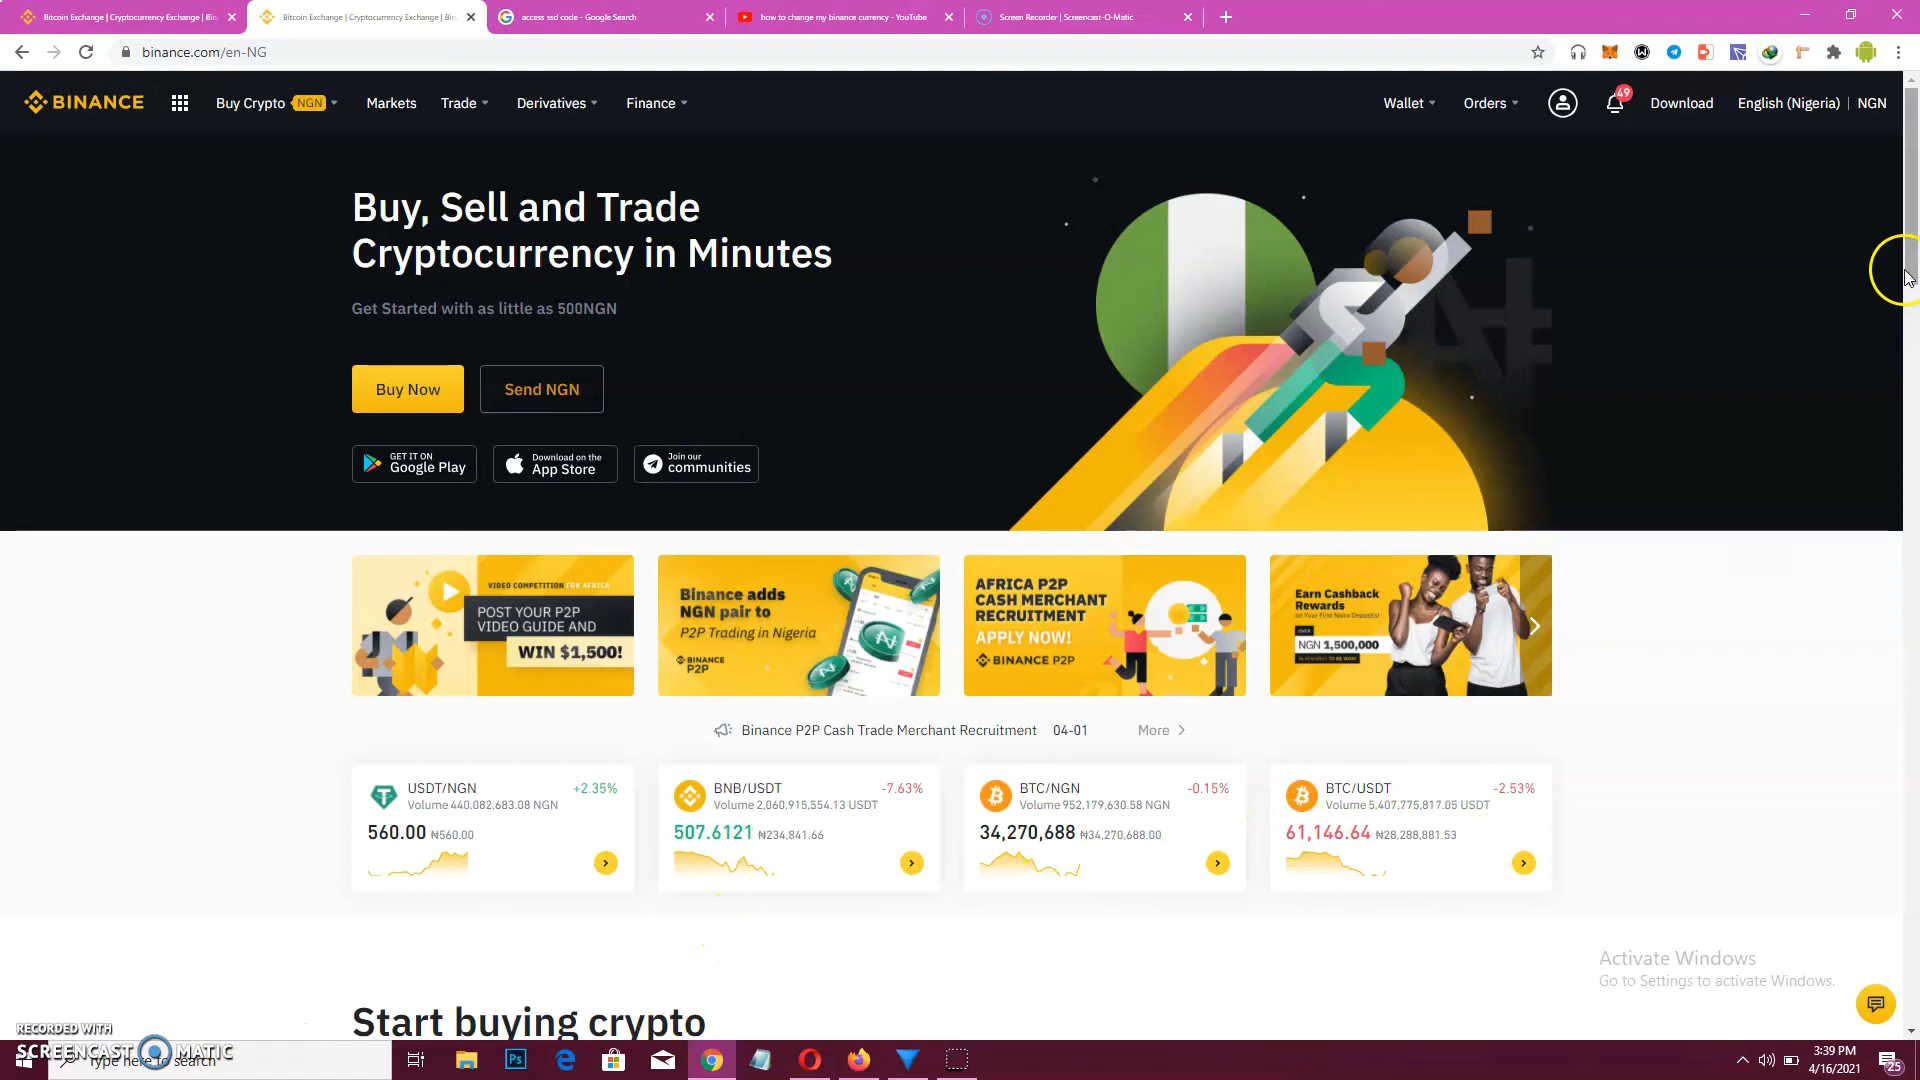 Bitcoin Exchange | Cryptocurrency Exchange | Bin
Bitcoin Exchange | Cryptocurrency Exchange | Bin
access ssd code - Google Search
how to change my binance currency - YouTube
Screen Recorder | Screencast-O-Matic
binance.com/en-NG
BINANCE
Buy Crypto NGN
Markets
Trade
Derivatives
Finance
Wallet
Orders
49
Download
English (Nigeria) | NGN
Buy, Sell and Trade
Cryptocurrency in Minutes
Get Started with as little as 500NGN
Buy Now
Send NGN
GET IT ON
Google Play
Download on the
App Store
Join our
communities
VIDEO COMPETITION FOR AFRICA
POST YOUR P2P
VIDEO GUIDE AND
WIN $1,500!
Binance adds
NGN pair to
P2P Trading in Nigeria
BINANCE
P2P
AFRICA P2P
CASH MERCHANT
RECRUITMENT
APPLY NOW!
BINANCE P2P
Earn Cashback
Rewards
on Your First Naira Deposits!
OVER
NGN 1,500,000
Binance P2P Cash Trade Merchant Recruitment 04-01
More
USDT/NGN +2.35%
Volume 440,082,683.08 NGN
560.00 ₦560.00
BNB/USDT -7.63%
Volume 2,060,915,554.13 USDT
507.6121 ₦234,841.66
BTC/NGN -0.15%
Volume 952,179,630.58 NGN
34,270,688 ₦34,270,688.00
BTC/USDT -2.53%
Volume 5,407,775,817.05 USDT
61,146.64 ₦28,288,881.53
Start buying crypto
Activate Windows
Go to Settings to activate Windows.
RECORDED WITH
SCREENCAST MATIC
Type here to search
Ps
3:39 PM
4/16/2021
25